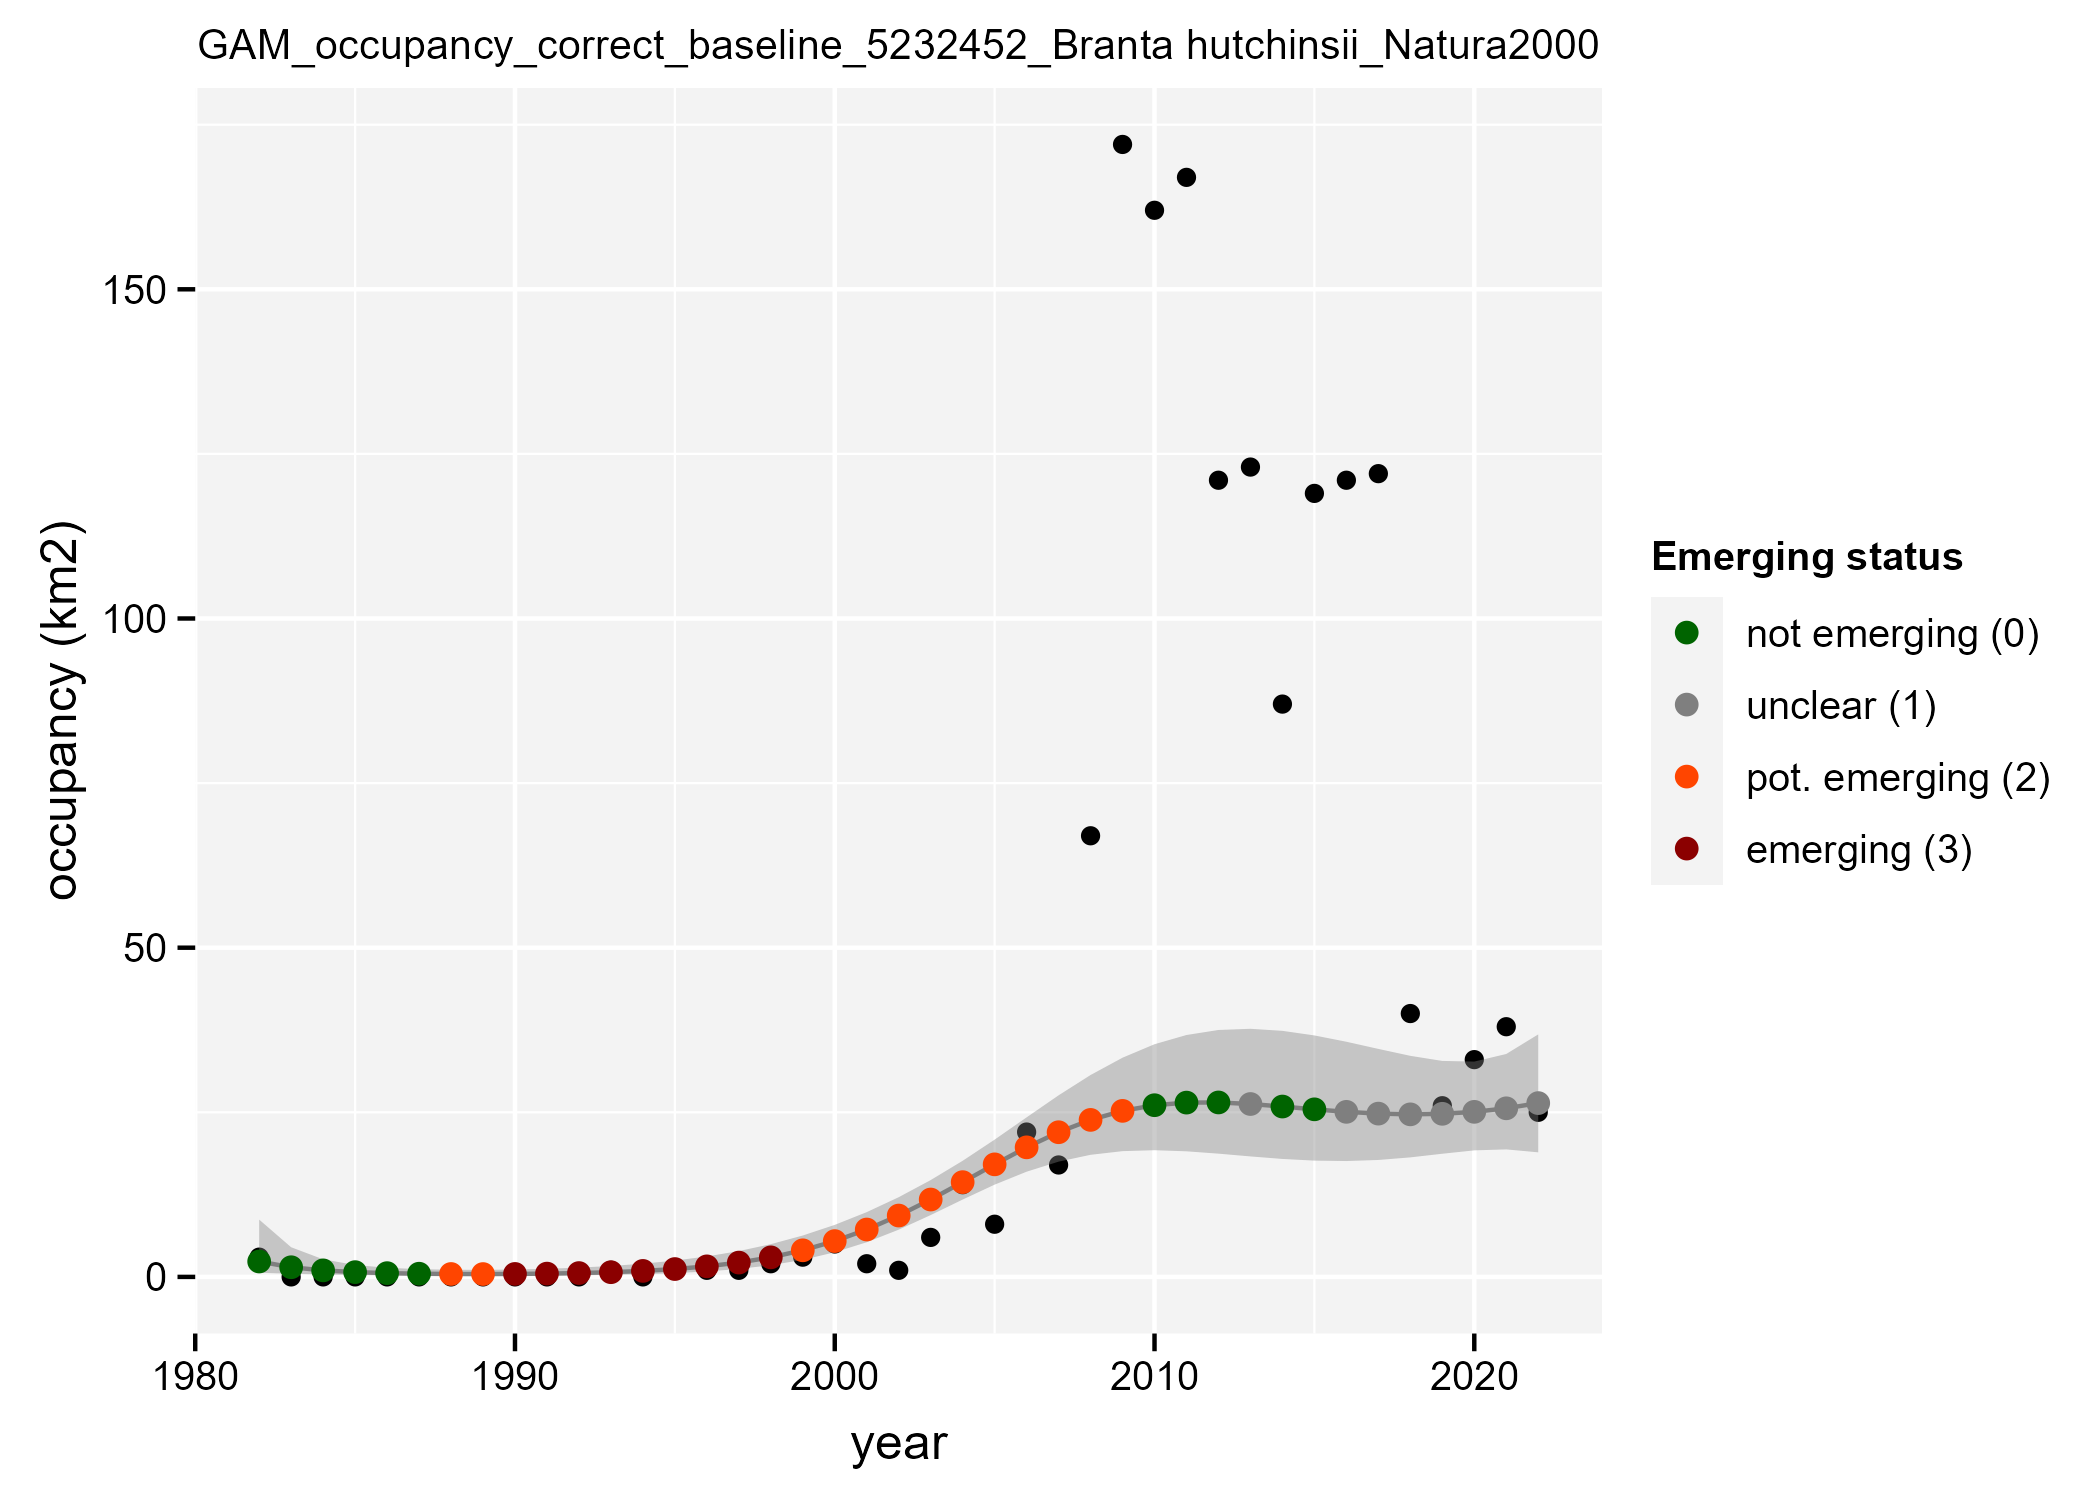 GAM_occupancy_correct_baseline_5232452_Branta hutchinsii_Natura2000
occupancy (km2)
150
100
50
0
1980
1990
2000
2010
2020
year
Emerging status
not emerging (0)
unclear (1)
pot. emerging (2)
emerging (3)